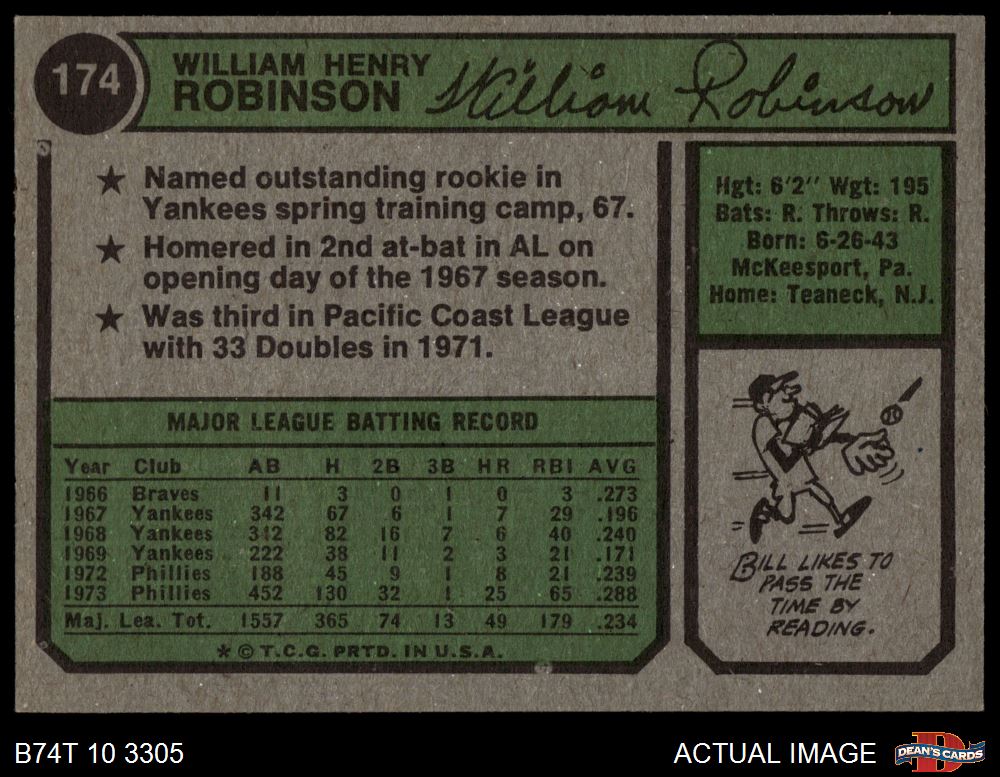 174
WILLIAM HENRY
ROBINSON
William Robinson
★ Named outstanding rookie in
Yankees spring training camp, 67.
★ Homered in 2nd at-bat in AL on
opening day of the 1967 season.
★ Was third in Pacific Coast League
with 33 Doubles in 1971.
Hgt: 6'2" Wgt: 195
Bats: R. Throws: R.
Born: 6-26-43
McKeesport, Pa.
Home: Teaneck, N.J.
MAJOR LEAGUE BATTING RECORD
Year Club AB H 2B 3B HR RBI AVG
1966 Braves 11 3 0 1 0 3 .273
1967 Yankees 342 67 6 1 7 29 .196
1968 Yankees 342 82 16 7 6 40 .240
1969 Yankees 222 38 11 2 3 21 .171
1972 Phillies 188 45 9 1 8 21 .239
1973 Phillies 452 130 32 1 25 65 .288
Maj. Lea. Tot. 1557 365 74 13 49 179 .234
★ © T.C.G. PRTD. IN U.S.A.
BILL LIKES TO
PASS THE
TIME BY
READING.
B74T 10 3305
ACTUAL IMAGE
D
DEAN'S CARDS